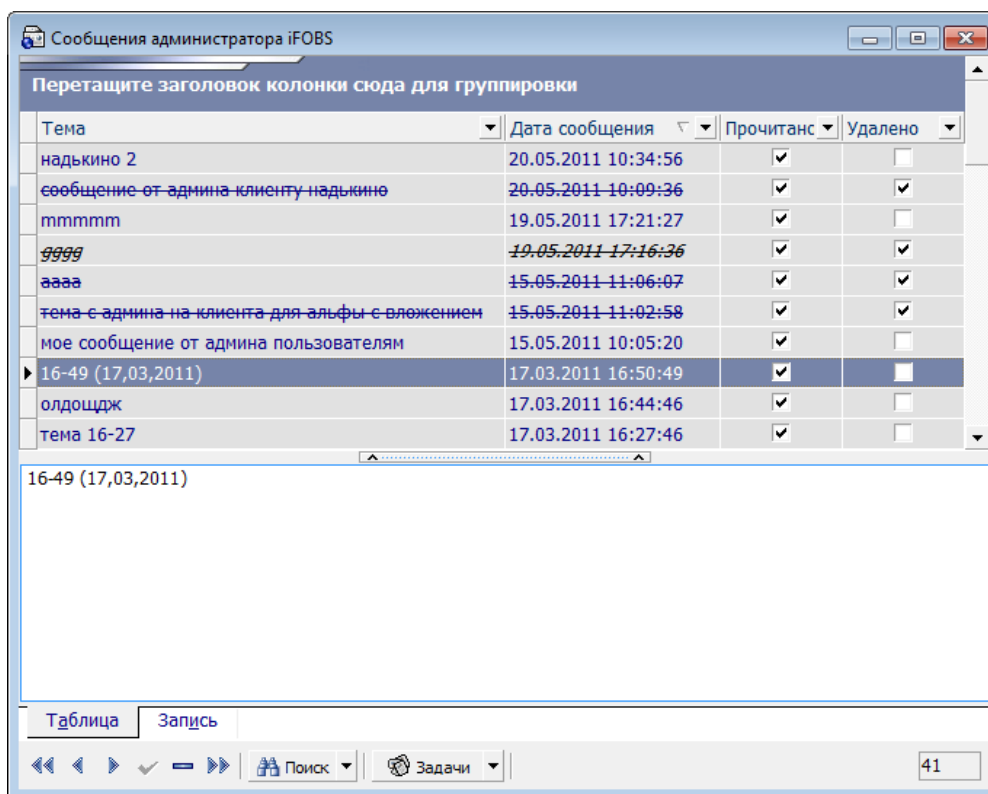 Сообщения администратора iFOBS
Перетащите заголовок колонки сюда для группировки
Тема Дата сообщения Прочитанс Удалено
надькино 2 20.05.2011 10:34:56
сообщение от админа клиенту надькино 20.05.2011 10:09:36
mmmmm 19.05.2011 17:21:27
gggg 19.05.2011 17:16:36
аааа 15.05.2011 11:06:07
тема с админа на клиента для альфы с вложением 15.05.2011 11:02:58
мое сообщение от админа пользователям 15.05.2011 10:05:20
16-49 (17,03,2011) 17.03.2011 16:50:49
олдощдж 17.03.2011 16:44:46
тема 16-27 17.03.2011 16:27:46
16-49 (17,03,2011)
Таблица Запись
Поиск Задачи 41